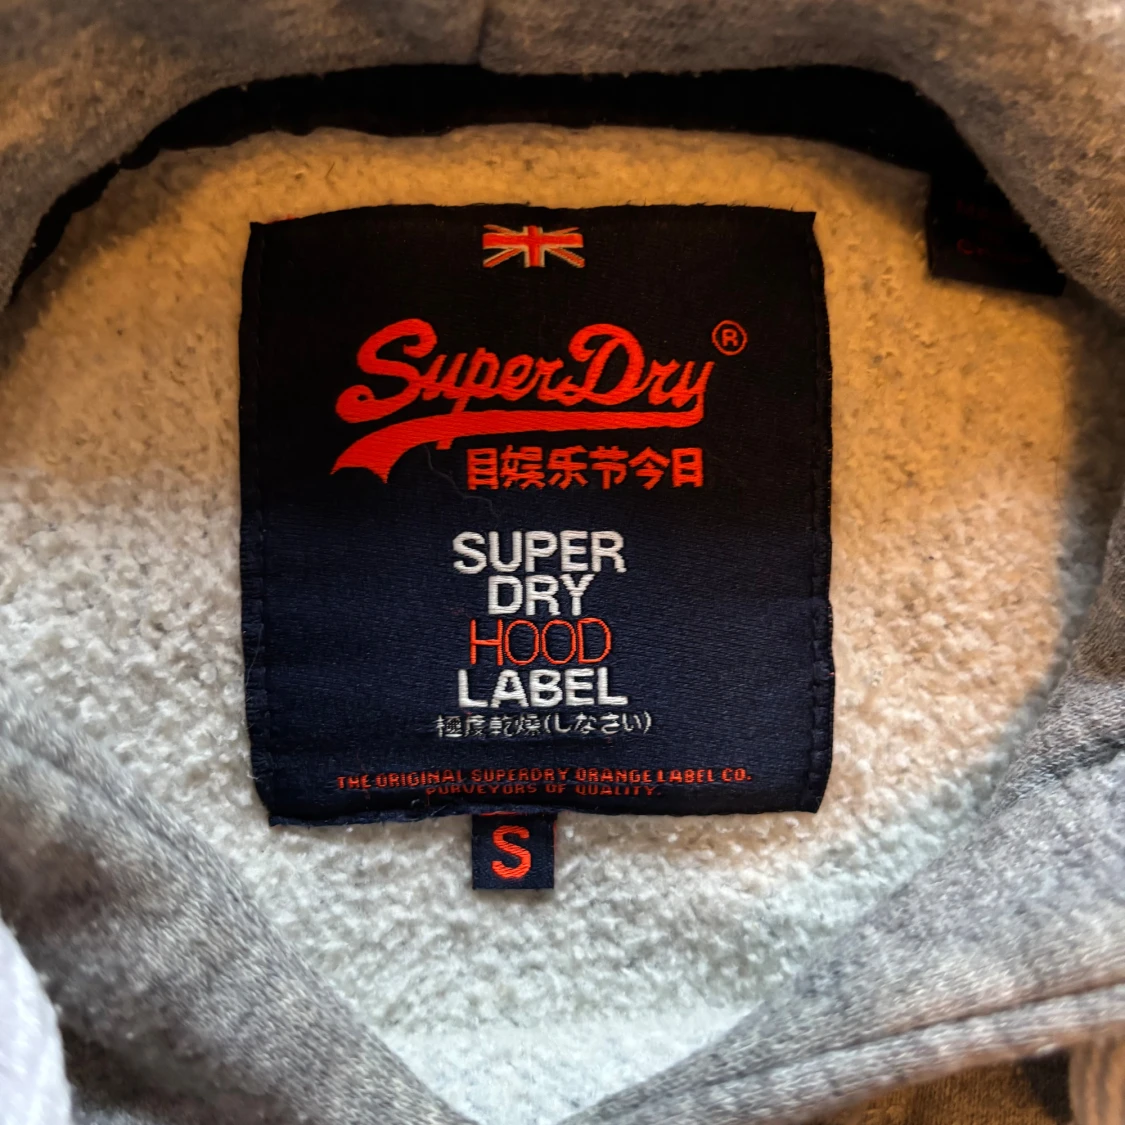 SuperDry®
目娱乐节今日
SUPER
DRY
HOOD
LABEL
極度乾燥(しなさい)
THE ORIGINAL SUPERDRY ORANGE LABEL CO.
PURVEYORS OF QUALITY.
S